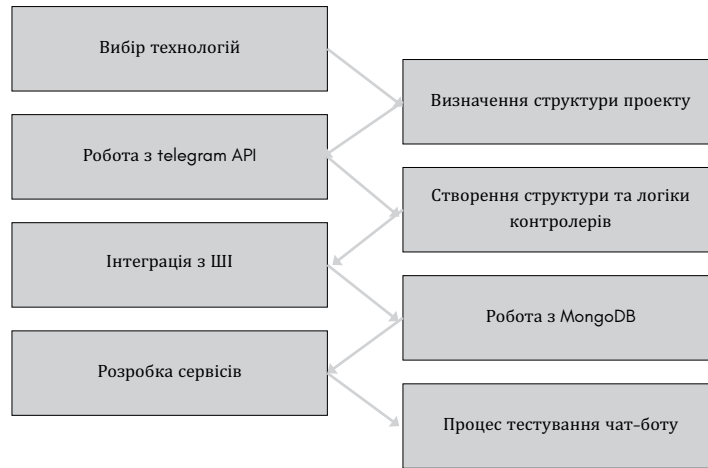 Вибір технологій
Визначення структури проекту
Робота з telegram API
Створення структури та логіки
контролерів
Інтеграція з ШІ
Робота з MongoDB
Розробка сервісів
Процес тестування чат-боту